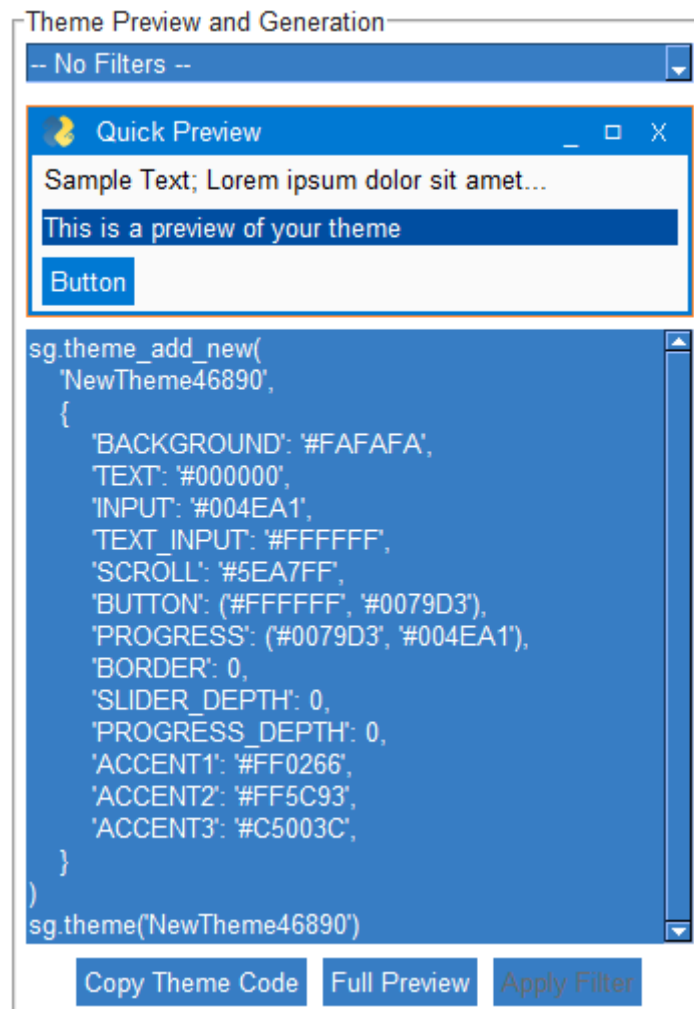 Theme Preview and Generation
-- No Filters --
Quick Preview
Sample Text; Lorem ipsum dolor sit amet...
This is a preview of your theme
Button
sg.theme_add_new(
    'NewTheme46890',
    {
        'BACKGROUND': '#FAFAFA',
        'TEXT': '#000000',
        'INPUT': '#004EA1',
        'TEXT_INPUT': '#FFFFFF',
        'SCROLL': '#5EA7FF',
        'BUTTON': ('#FFFFFF', '#0079D3'),
        'PROGRESS': ('#0079D3', '#004EA1'),
        'BORDER': 0,
        'SLIDER_DEPTH': 0,
        'PROGRESS_DEPTH': 0,
        'ACCENT1': '#FF0266',
        'ACCENT2': '#FF5C93',
        'ACCENT3': '#C5003C',
    }
)
sg.theme('NewTheme46890')
Copy Theme Code Full Preview Apply Filter